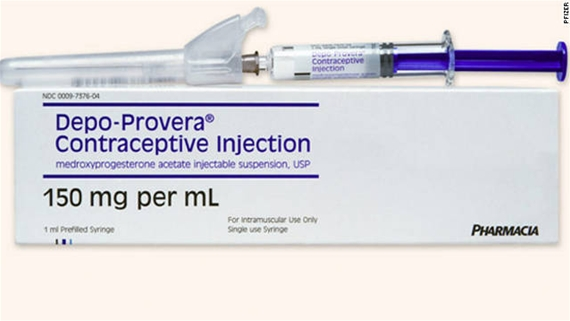 PFIZER
Depo-Provera®
Contraceptive Injection
NDC 0009-7376-04
Depo-Provera®
Contraceptive Injection
medroxyprogesterone acetate injectable suspension, USP
150 mg per mL
For Intramuscular Use Only
1 ml Prefilled Syringe
Single use Syringe
PHARMACIA